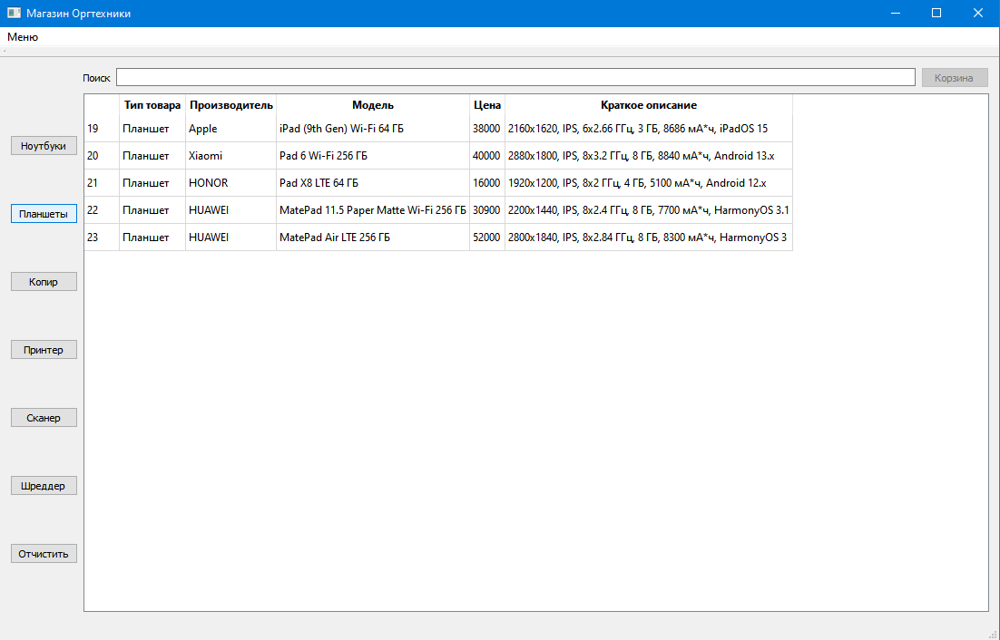 Магазин Оргтехники
Меню
Поиск
Корзина
Тип товара Производитель Модель Цена Краткое описание
19 Планшет Apple iPad (9th Gen) Wi-Fi 64 ГБ 38000 2160x1620, IPS, 6x2.66 ГГц, 3 ГБ, 8686 мА*ч, iPadOS 15
20 Планшет Xiaomi Pad 6 Wi-Fi 256 ГБ 40000 2880x1800, IPS, 8x3.2 ГГц, 8 ГБ, 8840 мА*ч, Android 13.x
21 Планшет HONOR Pad X8 LTE 64 ГБ 16000 1920x1200, IPS, 8x2 ГГц, 4 ГБ, 5100 мА*ч, Android 12.x
22 Планшет HUAWEI MatePad 11.5 Paper Matte Wi-Fi 256 ГБ 30900 2200x1440, IPS, 8x2.4 ГГц, 8 ГБ, 7700 мА*ч, HarmonyOS 3.1
23 Планшет HUAWEI MatePad Air LTE 256 ГБ 52000 2800x1840, IPS, 8x2.84 ГГц, 8 ГБ, 8300 мА*ч, HarmonyOS 3
Ноутбуки
Планшеты
Копир
Принтер
Сканер
Шреддер
Отчистить